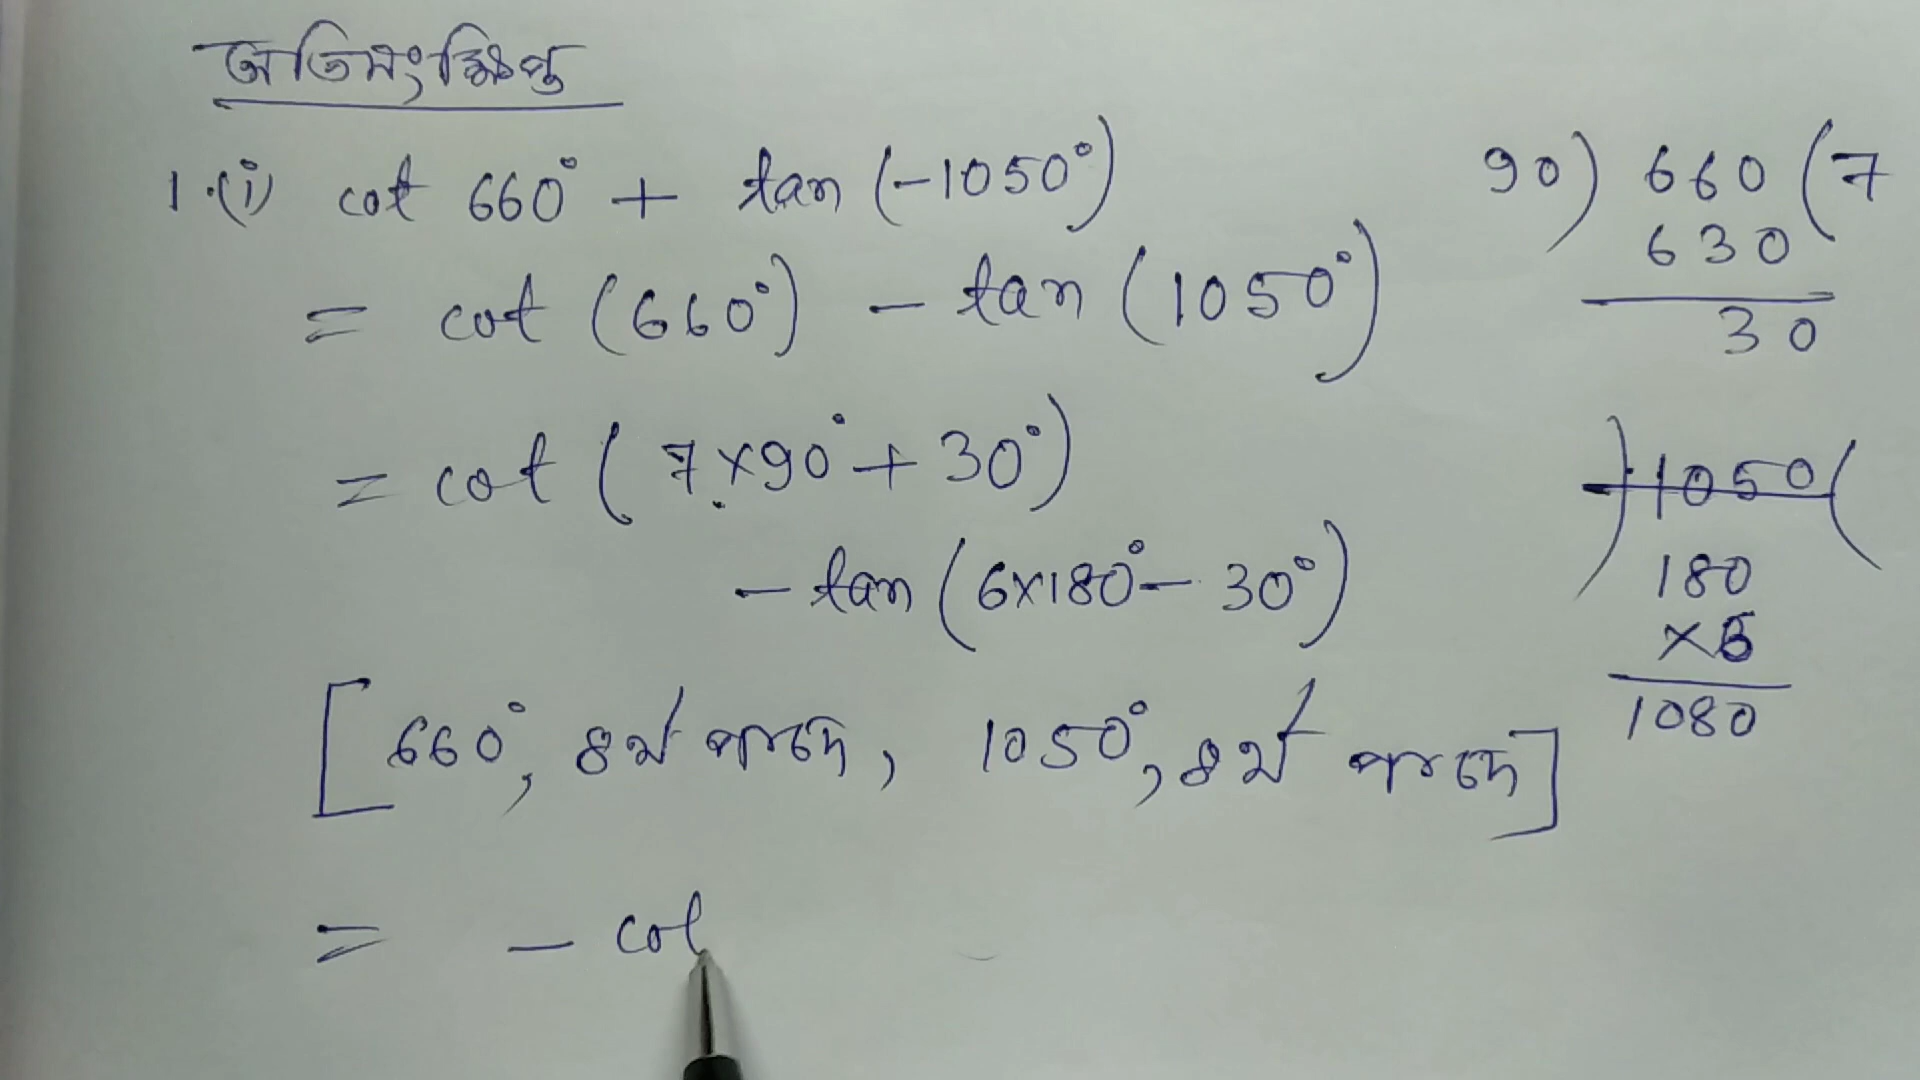 অতিসংক্ষিপ্ত
1.(i) cot 660° + tan (-1050°)
= cot (660°) - tan (1050°)
= cot (7×90° + 30°)
- tan (6×180° - 30°)
[660°, ৪র্থ পাদে, 1050°, ৪র্থ পাদে]
= - cot
90) 660 (7
630
30
) 1050 (
180
×6
1080